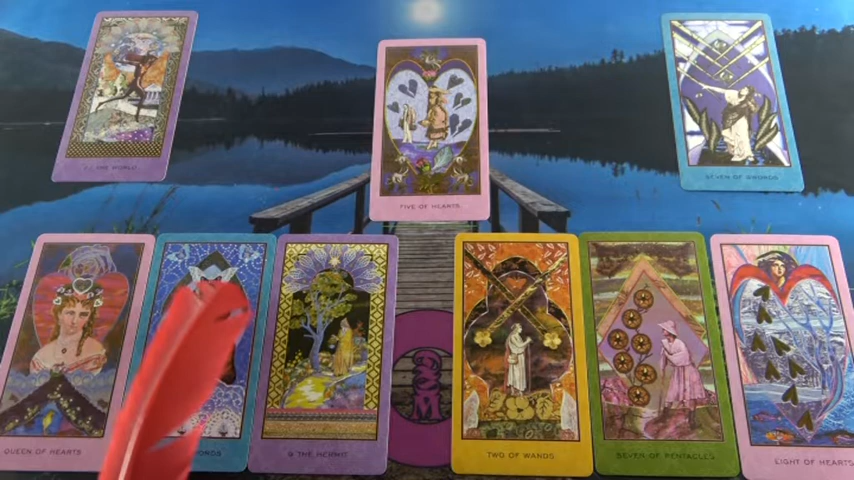 THE WORLD
FIVE OF HEARTS
SEVEN OF SWORDS
QUEEN OF HEARTS
9 THE HERMIT
TWO OF WANDS
SEVEN OF PENTACLES
EIGHT OF HEARTS